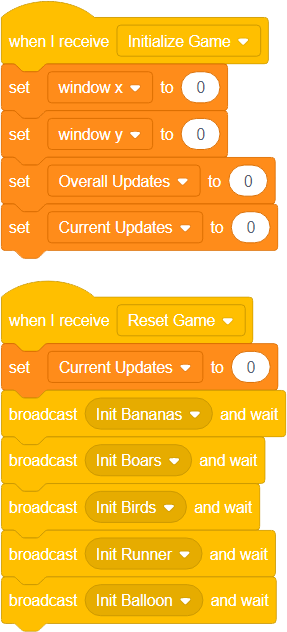 when I receive Initialize Game
set window x to 0
set window y to 0
set Overall Updates to 0
set Current Updates to 0
when I receive Reset Game
set Current Updates to 0
broadcast Init Bananas and wait
broadcast Init Boars and wait
broadcast Init Birds and wait
broadcast Init Runner and wait
broadcast Init Balloon and wait